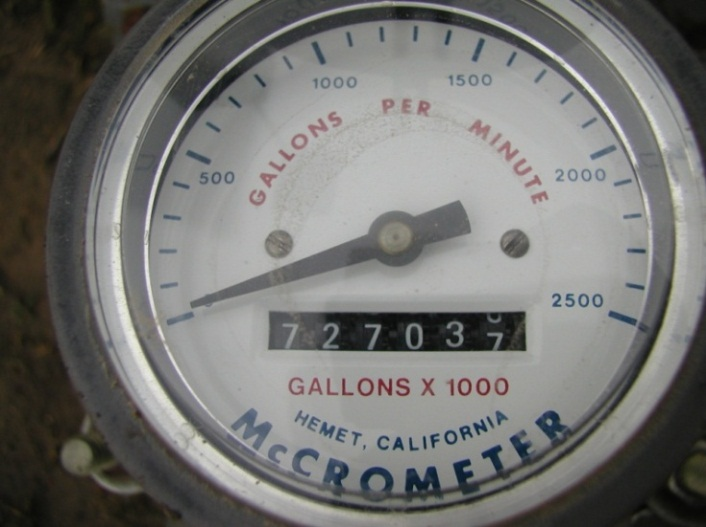 1000 1500
GALLONS PER MINUTE
500 2000
2500
727037
GALLONS X 1000
HEMET, CALIFORNIA
McCROMETER